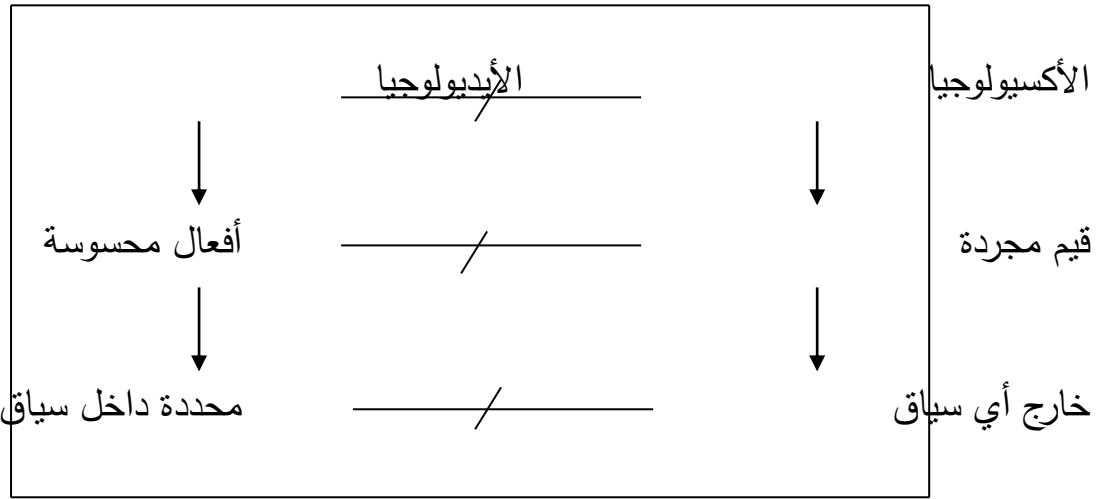 الأكسيولوجيا الأيديولوجيا
قيم مجردة أفعال محسوسة
خارج أي سياق محددة داخل سياق